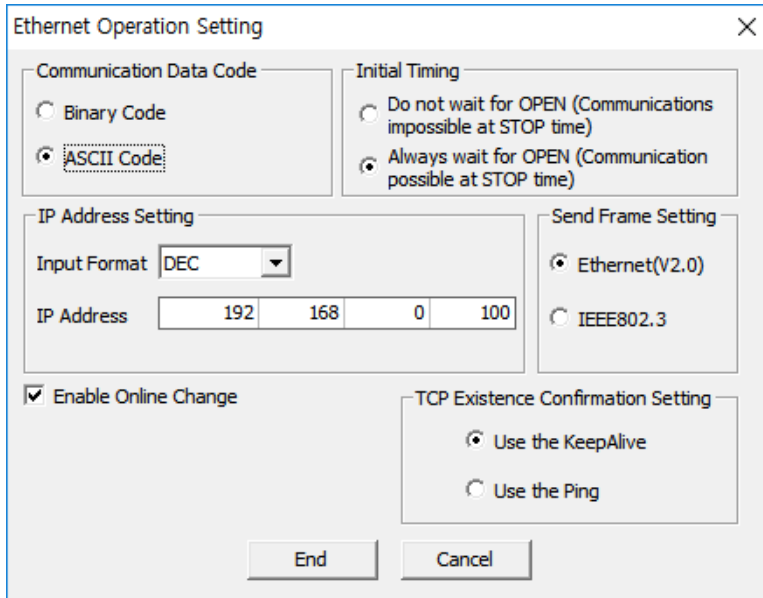 Ethernet Operation Setting
Communication Data Code
Binary Code
ASCII Code
Initial Timing
Do not wait for OPEN (Communications
impossible at STOP time)
Always wait for OPEN (Communication
possible at STOP time)
IP Address Setting
Input Format DEC
IP Address 192 168 0 100
Send Frame Setting
Ethernet(V2.0)
IEEE802.3
Enable Online Change
TCP Existence Confirmation Setting
Use the KeepAlive
Use the Ping
End Cancel